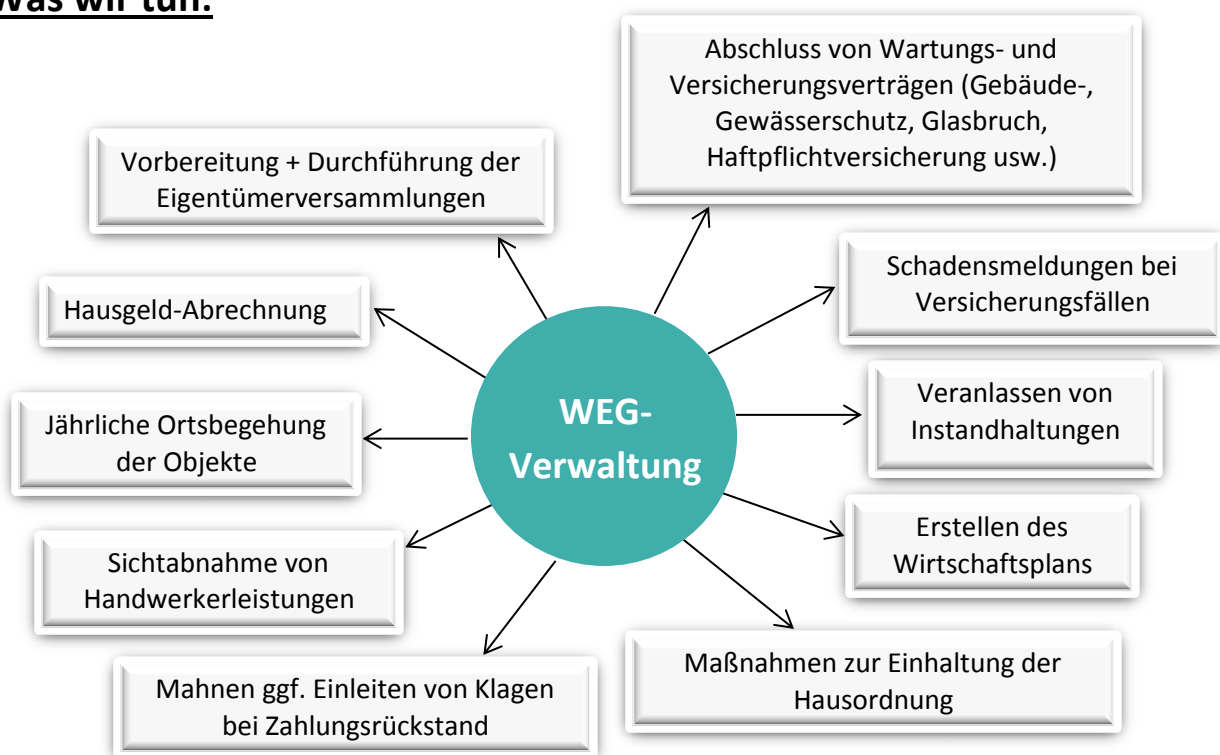 Was wir tun:
Abschluss von Wartungs- und
Versicherungsverträgen (Gebäude-,
Gewässerschutz, Glasbruch,
Haftpflichtversicherung usw.)
Vorbereitung + Durchführung der
Eigentümerversammlungen
Schadensmeldungen bei
Versicherungsfällen
Hausgeld-Abrechnung
Veranlassen von
Instandhaltungen
WEG-
Verwaltung
Jährliche Ortsbegehung
der Objekte
Erstellen des
Wirtschaftsplans
Sichtabnahme von
Handwerkerleistungen
Maßnahmen zur Einhaltung der
Hausordnung
Mahnen ggf. Einleiten von Klagen
bei Zahlungsrückstand